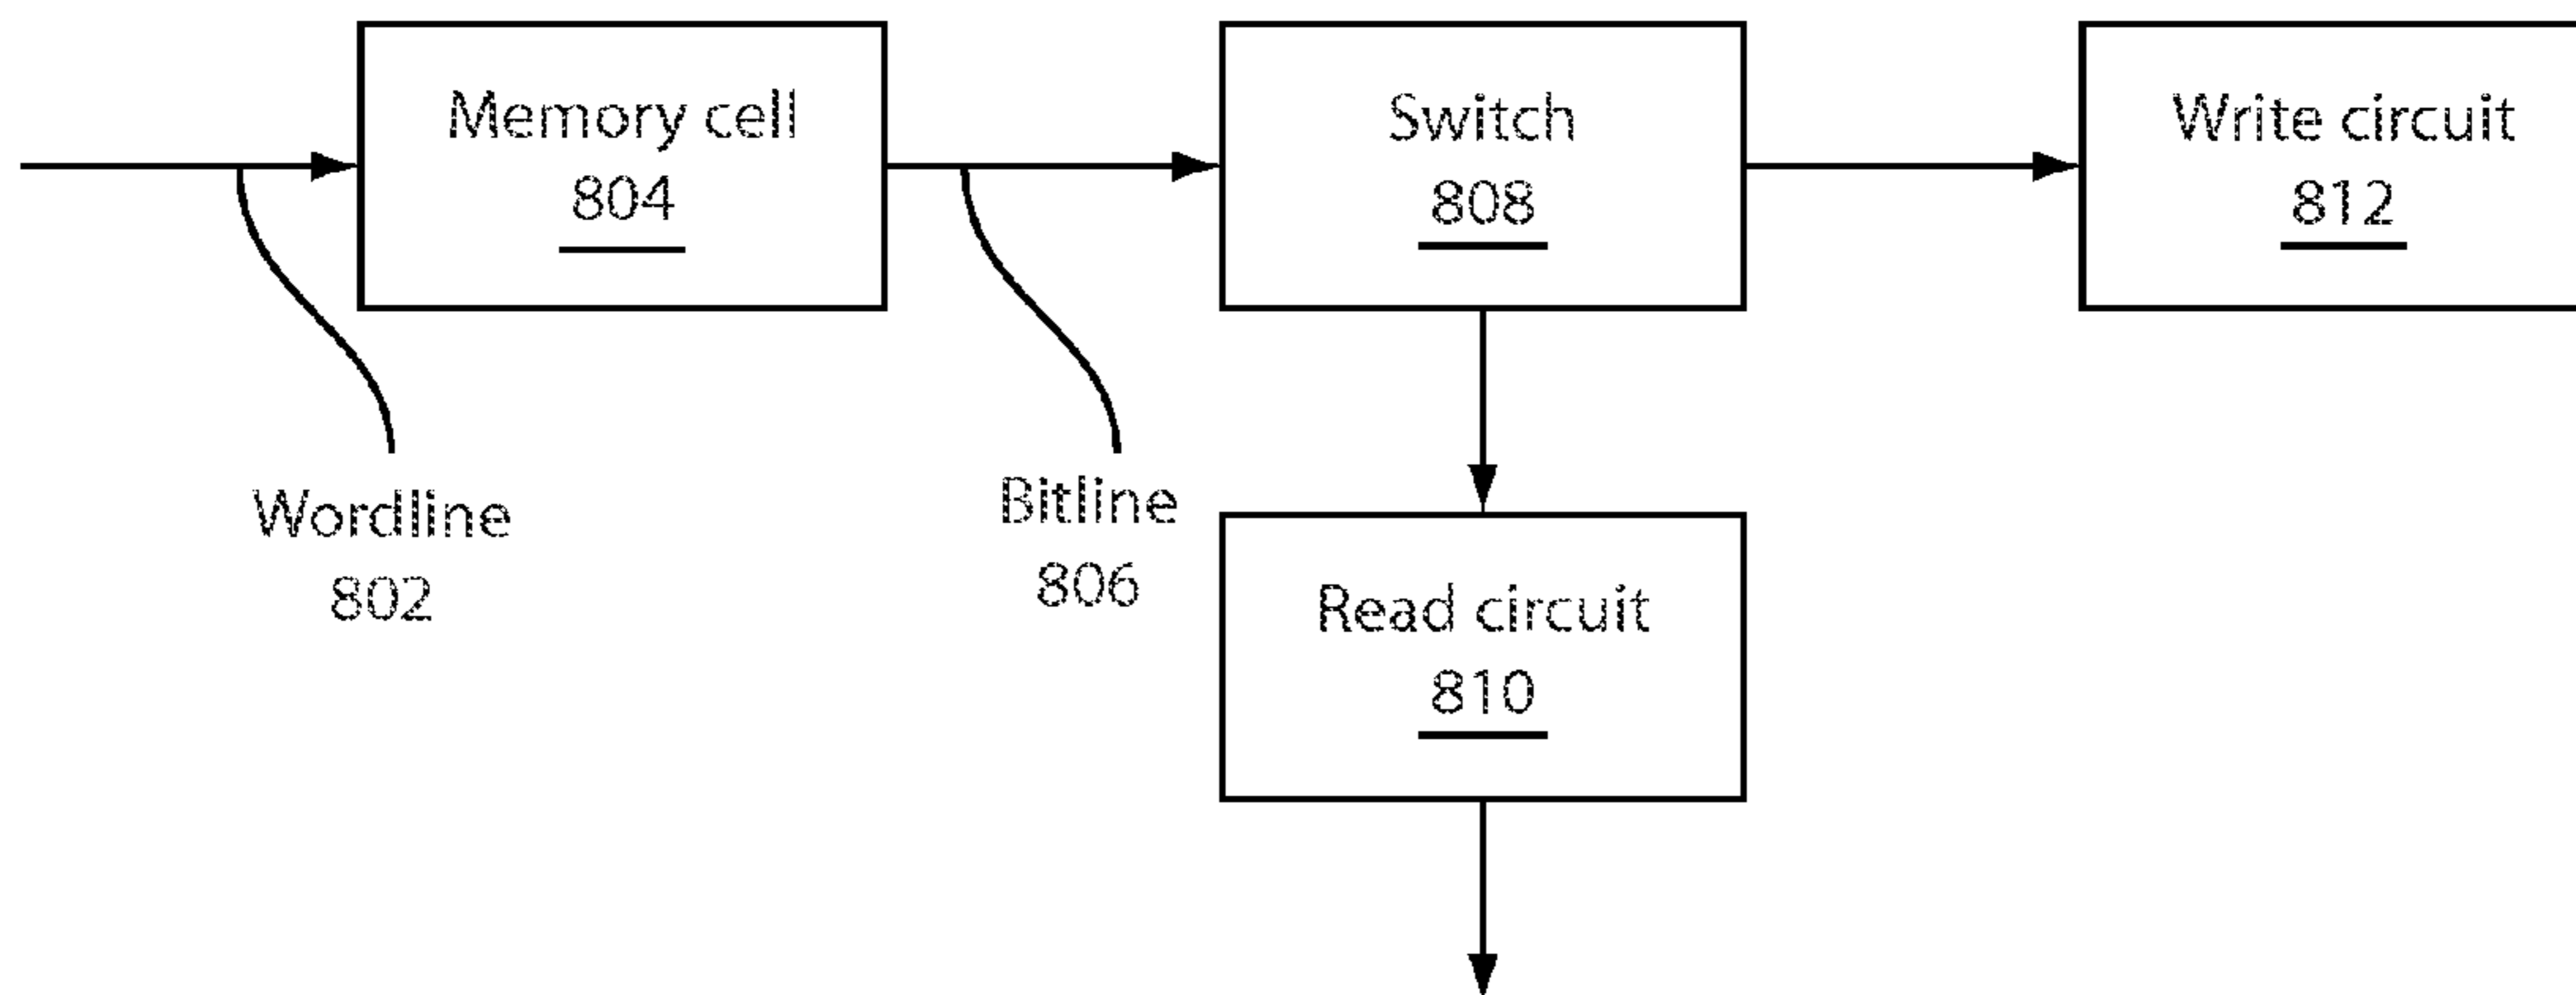 Memory cell
804
Switch
808
Write circuit
812
Wordline
802
Bitline
806
Read circuit
810